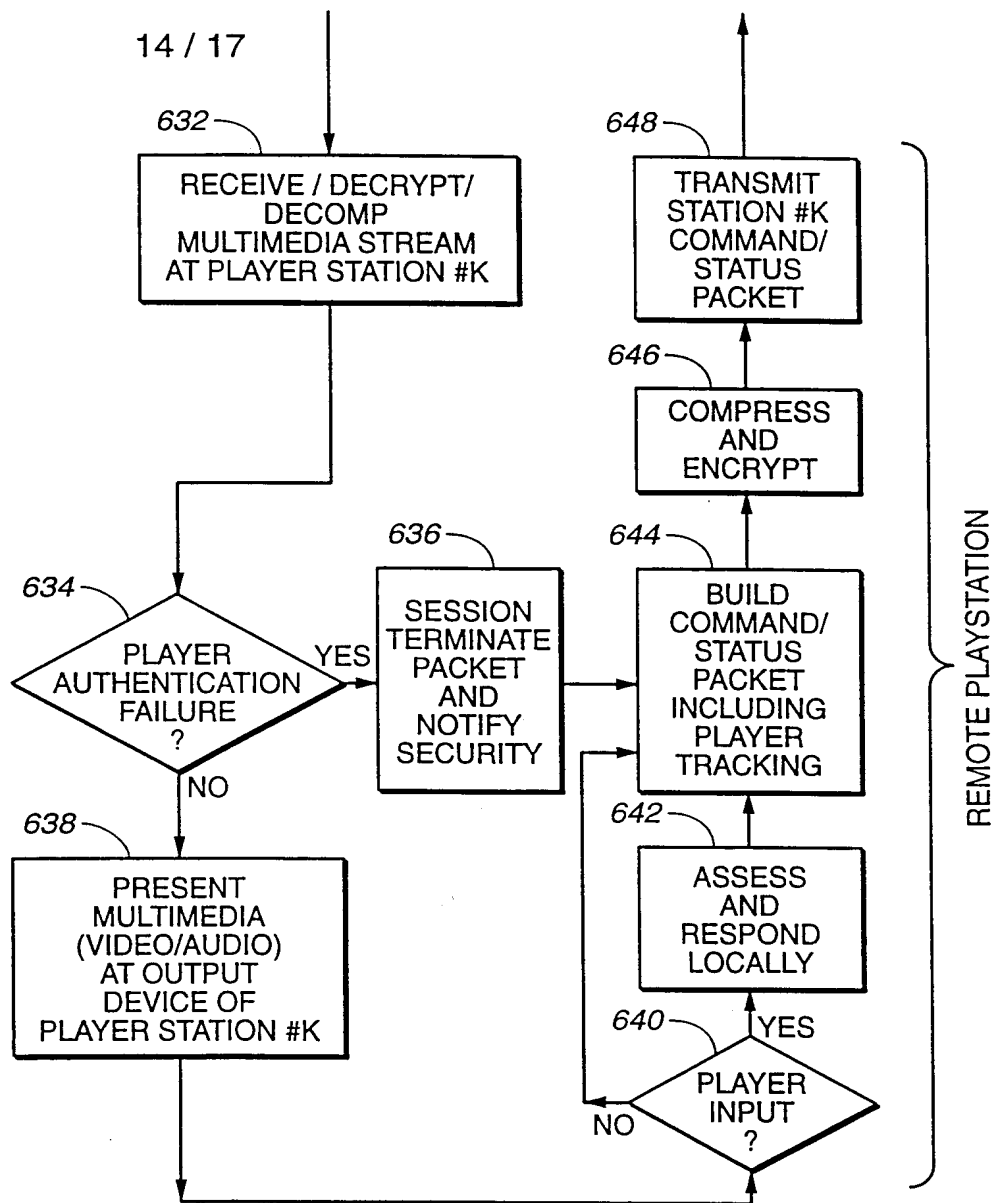 14 / 17
632
RECEIVE / DECRYPT/
DECOMP
MULTIMEDIA STREAM
AT PLAYER STATION #K
634
PLAYER
AUTHENTICATION
FAILURE
?
YES
NO
636
SESSION
TERMINATE
PACKET
AND
NOTIFY
SECURITY
638
PRESENT
MULTIMEDIA
(VIDEO/AUDIO)
AT OUTPUT
DEVICE OF
PLAYER STATION #K
648
TRANSMIT
STATION #K
COMMAND/
STATUS
PACKET
646
COMPRESS
AND
ENCRYPT
644
BUILD
COMMAND/
STATUS
PACKET
INCLUDING
PLAYER
TRACKING
642
ASSESS
AND
RESPOND
LOCALLY
640
YES
PLAYER
INPUT
?
NO
REMOTE PLAYSTATION